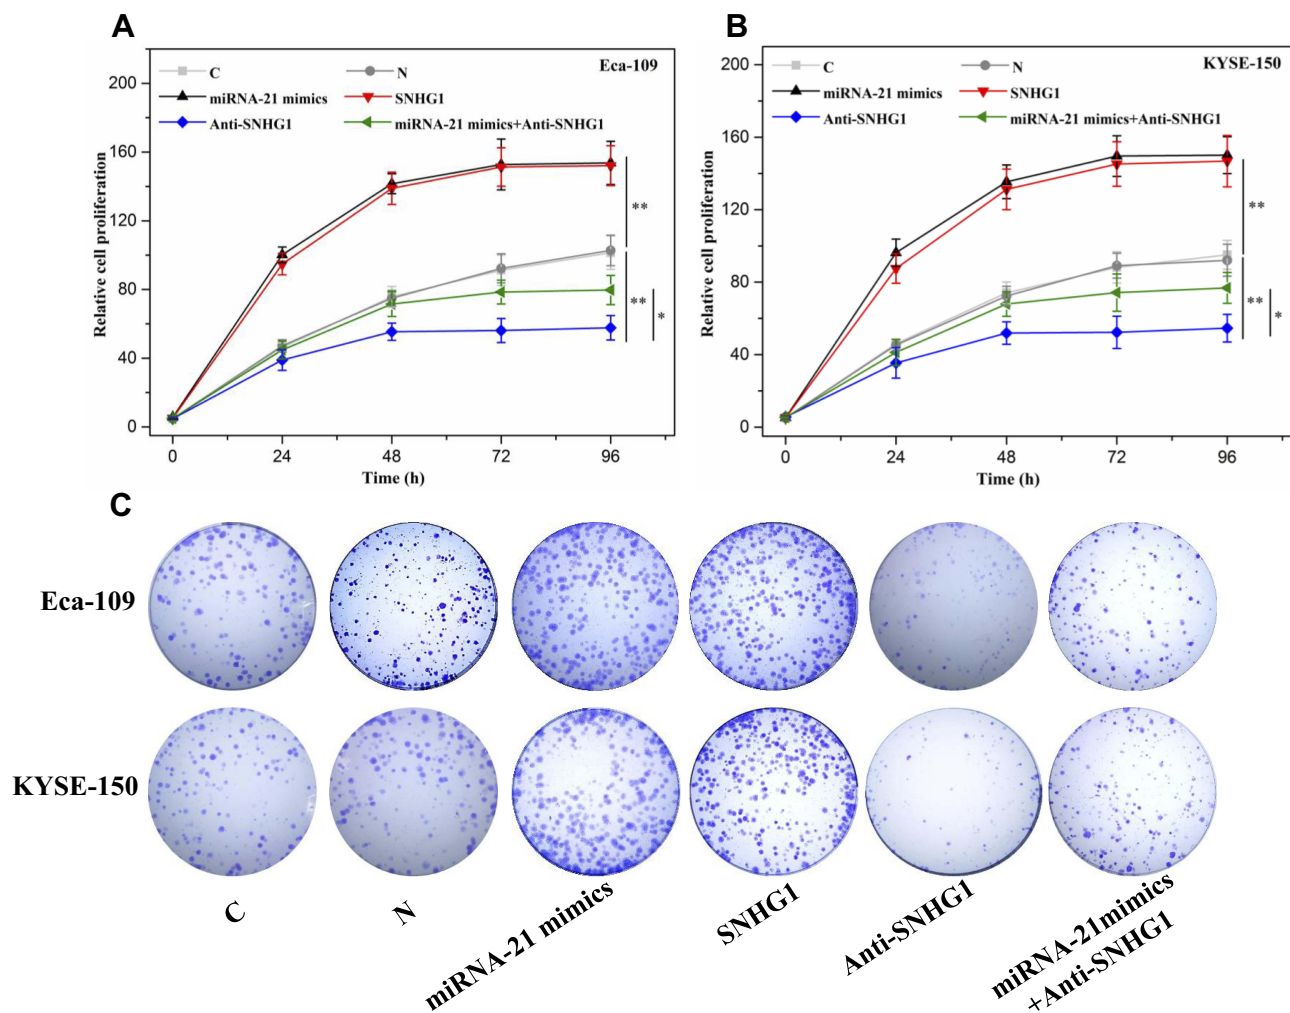 A
Relative cell proliferation
200
160
120
80
40
0
C
N
miRNA-21 mimics
SNHG1
Anti-SNHG1
miRNA-21 mimics+Anti-SNHG1
Eca-109
**
**
*
0
24
48
72
96
Time (h)
B
Relative cell proliferation
200
160
120
80
40
0
C
N
miRNA-21 mimics
SNHG1
Anti-SNHG1
miRNA-21 mimics+Anti-SNHG1
KYSE-150
**
**
*
0
24
48
72
96
Time (h)
C
Eca-109
KYSE-150
C
N
miRNA-21 mimics
SNHG1
Anti-SNHG1
miRNA-21mimics
+Anti-SNHG1